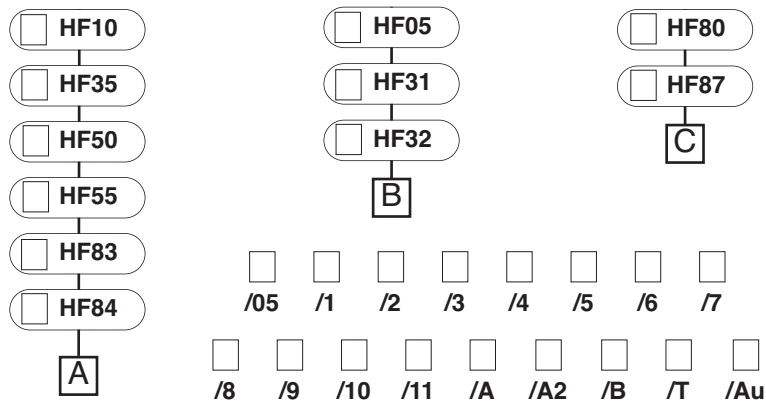 HF10
HF35
HF50
HF55
HF83
HF84
A
HF05
HF31
HF32
B
HF80
HF87
C
/05 /1 /2 /3 /4 /5 /6 /7
/8 /9 /10 /11 /A /A2 /B /T /Au